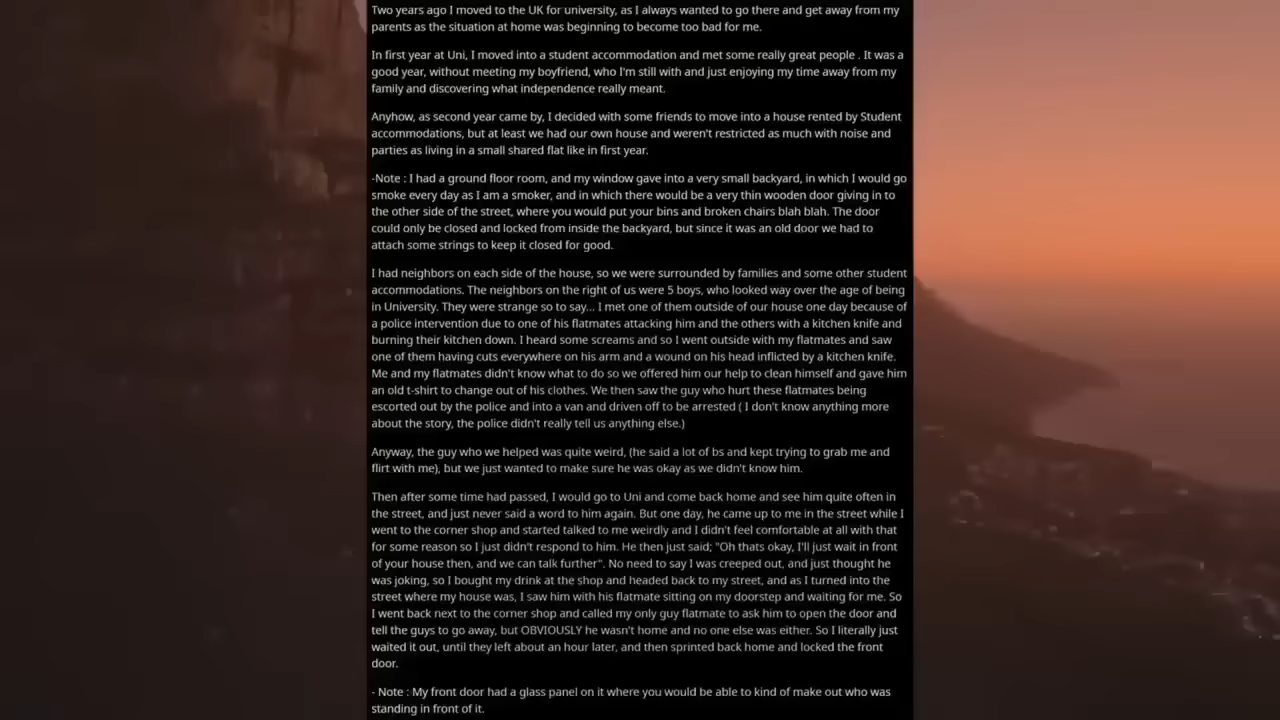 Two years ago I moved to the UK for university, as I always wanted to go there and get away from my
parents as the situation at home was beginning to become too bad for me.
In first year at Uni, I moved into a student accommodation and met some really great people . It was a
good year, without meeting my boyfriend, who I'm still with and just enjoying my time away from my
family and discovering what independence really meant.
Anyhow, as second year came by, I decided with some friends to move into a house rented by Student
accommodations, but at least we had our own house and weren't restricted as much with noise and
parties as living in a small shared flat like in first year.
-Note : I had a ground floor room, and my window gave into a very small backyard, in which I would go
smoke every day as I am a smoker, and in which there would be a very thin wooden door giving in to
the other side of the street, where you would put your bins and broken chairs blah blah. The door
could only be closed and locked from inside the backyard, but since it was an old door we had to
attach some strings to keep it closed for good.
I had neighbors on each side of the house, so we were surrounded by families and some other student
accommodations. The neighbors on the right of us were 5 boys, who looked way over the age of being
in University. They were strange so to say... I met one of them outside of our house one day because of
a police intervention due to one of his flatmates attacking him and the others with a kitchen knife and
burning their kitchen down. I heard some screams and so I went outside with my flatmates and saw
one of them having cuts everywhere on his arm and a wound on his head inflicted by a kitchen knife.
Me and my flatmates didn't know what to do so we offered him our help to clean himself and gave him
an old t-shirt to change out of his clothes. We then saw the guy who hurt these flatmates being
escorted out by the police and into a van and driven off to be arrested ( I don't know anything more
about the story, the police didn't really tell us anything else.)
Anyway, the guy who we helped was quite weird, (he said a lot of bs and kept trying to grab me and
flirt with me), but we just wanted to make sure he was okay as we didn't know him.
Then after some time had passed, I would go to Uni and come back home and see him quite often in
the street, and just never said a word to him again. But one day, he came up to me in the street while I
went to the corner shop and started talked to me weirdly and I didn't feel comfortable at all with that
for some reason so I just didn't respond to him. He then just said; "Oh thats okay, I'll just wait in front
of your house then, and we can talk further". No need to say I was creeped out, and just thought he
was joking, so I bought my drink at the shop and headed back to my street, and as I turned into the
street where my house was, I saw him with his flatmate sitting on my doorstep and waiting for me. So
I went back next to the corner shop and called my only guy flatmate to ask him to open the door and
tell the guys to go away, but OBVIOUSLY he wasn't home and no one else was either. So I literally just
waited it out, until they left about an hour later, and then sprinted back home and locked the front
door.
- Note : My front door had a glass panel on it where you would be able to kind of make out who was
standing in front of it.